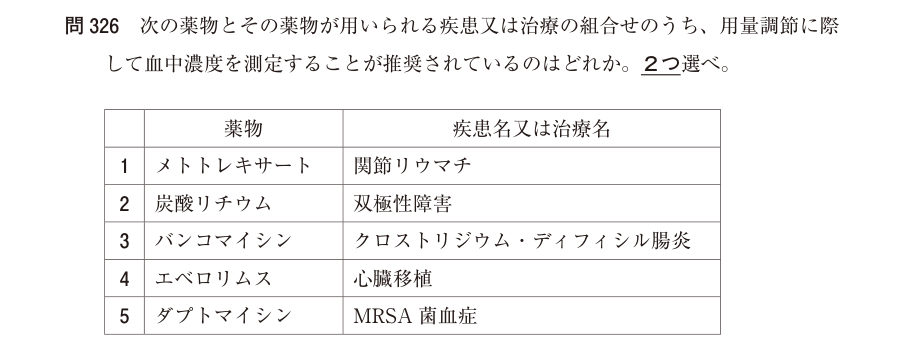 問 326　次の薬物とその薬物が用いられる疾患又は治療の組合せのうち、用量調節に際
して血中濃度を測定することが推奨されているのはどれか。２つ選べ。
薬物　疾患名又は治療名
1　メトトレキサート　関節リウマチ
2　炭酸リチウム　双極性障害
3　バンコマイシン　クロストリジウム・ディフィシル腸炎
4　エベロリムス　心臓移植
5　ダプトマイシン　MRSA 菌血症